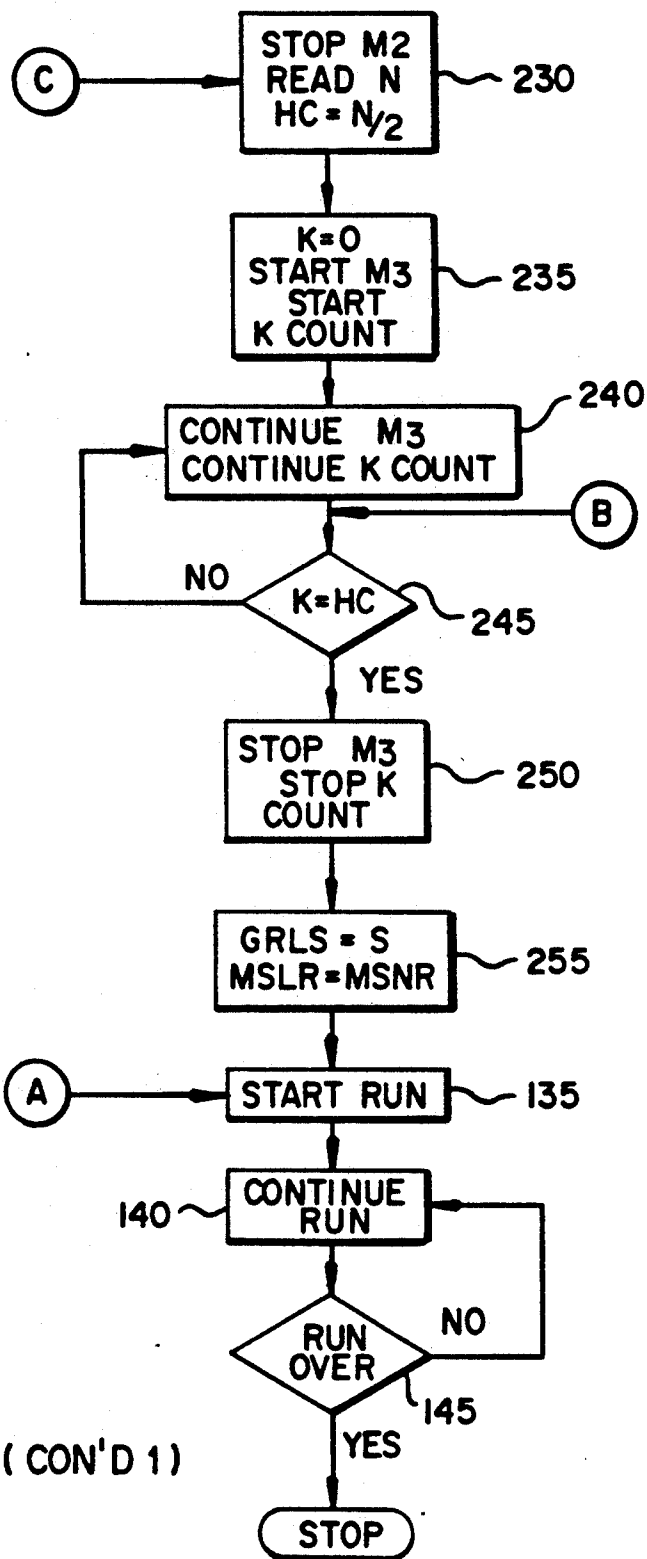 C
STOP M2
READ N
HC = N/2
230
K=0
START M3
START
K COUNT
235
240
CONTINUE M3
CONTINUE K COUNT
B
NO
K=HC
245
YES
STOP M3
STOP K
COUNT
250
GRLS = S
MSLR=MSNR
255
A
START RUN
135
CONTINUE
RUN
140
NO
RUN
OVER
145
YES
( CON'D 1)
STOP